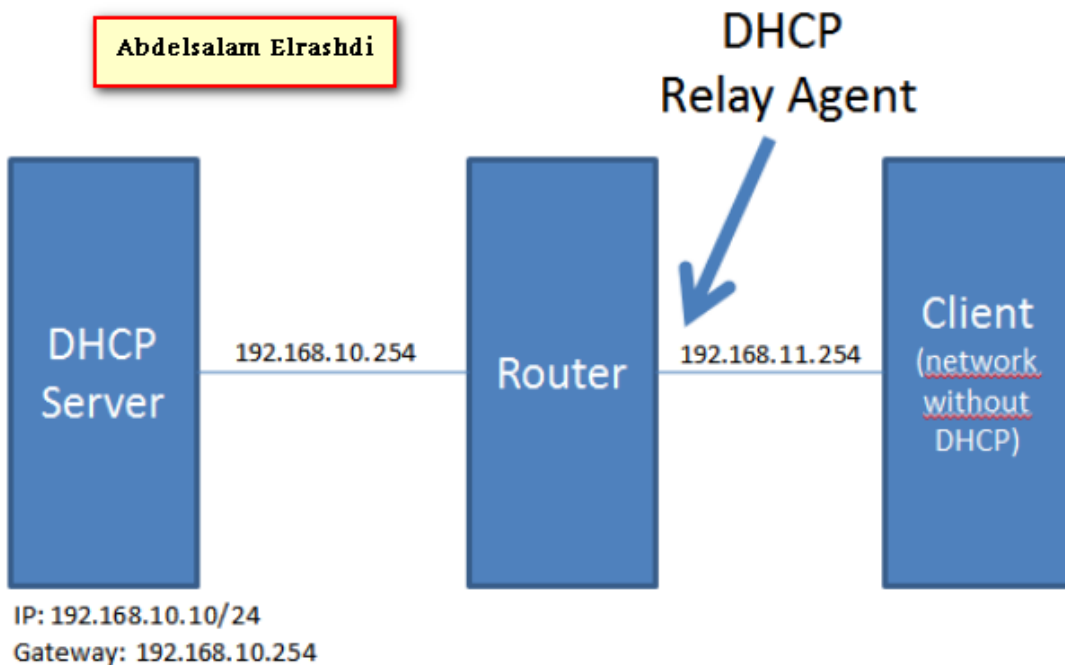 Abdelsalam Elrashdi
DHCP
Relay Agent
DHCP
Server
192.168.10.254
Router
192.168.11.254
Client
(network
without
DHCP)
IP: 192.168.10.10/24
Gateway: 192.168.10.254